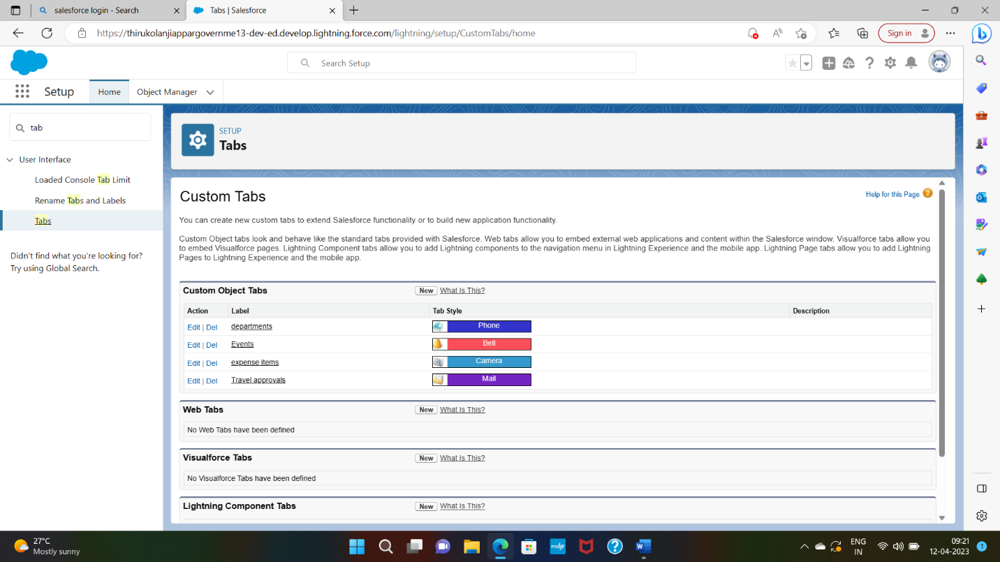 salesforce login - Search
Tabs | Salesforce
https://thirukolanjiappargovernme13-dev-ed.develop.lightning.force.com/lightning/setup/CustomTabs/home
A
Sign in
Search Setup
Setup
Home
Object Manager
tab
User Interface
Loaded Console Tab Limit
Rename Tabs and Labels
Tabs
Didn't find what you're looking for?
Try using Global Search.
SETUP
Tabs
Custom Tabs
Help for this Page
You can create new custom tabs to extend Salesforce functionality or to build new application functionality.
Custom Object tabs look and behave like the standard tabs provided with Salesforce. Web tabs allow you to embed external web applications and content within the Salesforce window. Visualforce tabs allow you
to embed Visualforce pages. Lightning Component tabs allow you to add Lightning components to the navigation menu in Lightning Experience and the mobile app. Lightning Page tabs allow you to add Lightning
Pages to Lightning Experience and the mobile app.
Custom Object Tabs New What Is This?
Action Label Tab Style Description
Edit | Del departments Phone
Edit | Del Events Bell
Edit | Del expense items Camera
Edit | Del Travel approvals Mail
Web Tabs New What Is This?
No Web Tabs have been defined
Visualforce Tabs New What Is This?
No Visualforce Tabs have been defined
Lightning Component Tabs New What Is This?
27°C
Mostly sunny
myhp
W
ENG
IN
09:21
12-04-2023
1